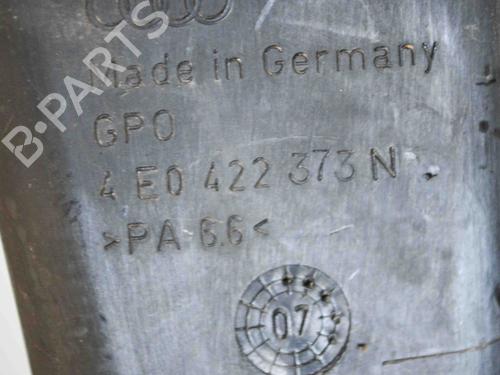 B-PARTS
Made in Germany
GPO
4 E0 422 373 N
>PA 6.6<
07